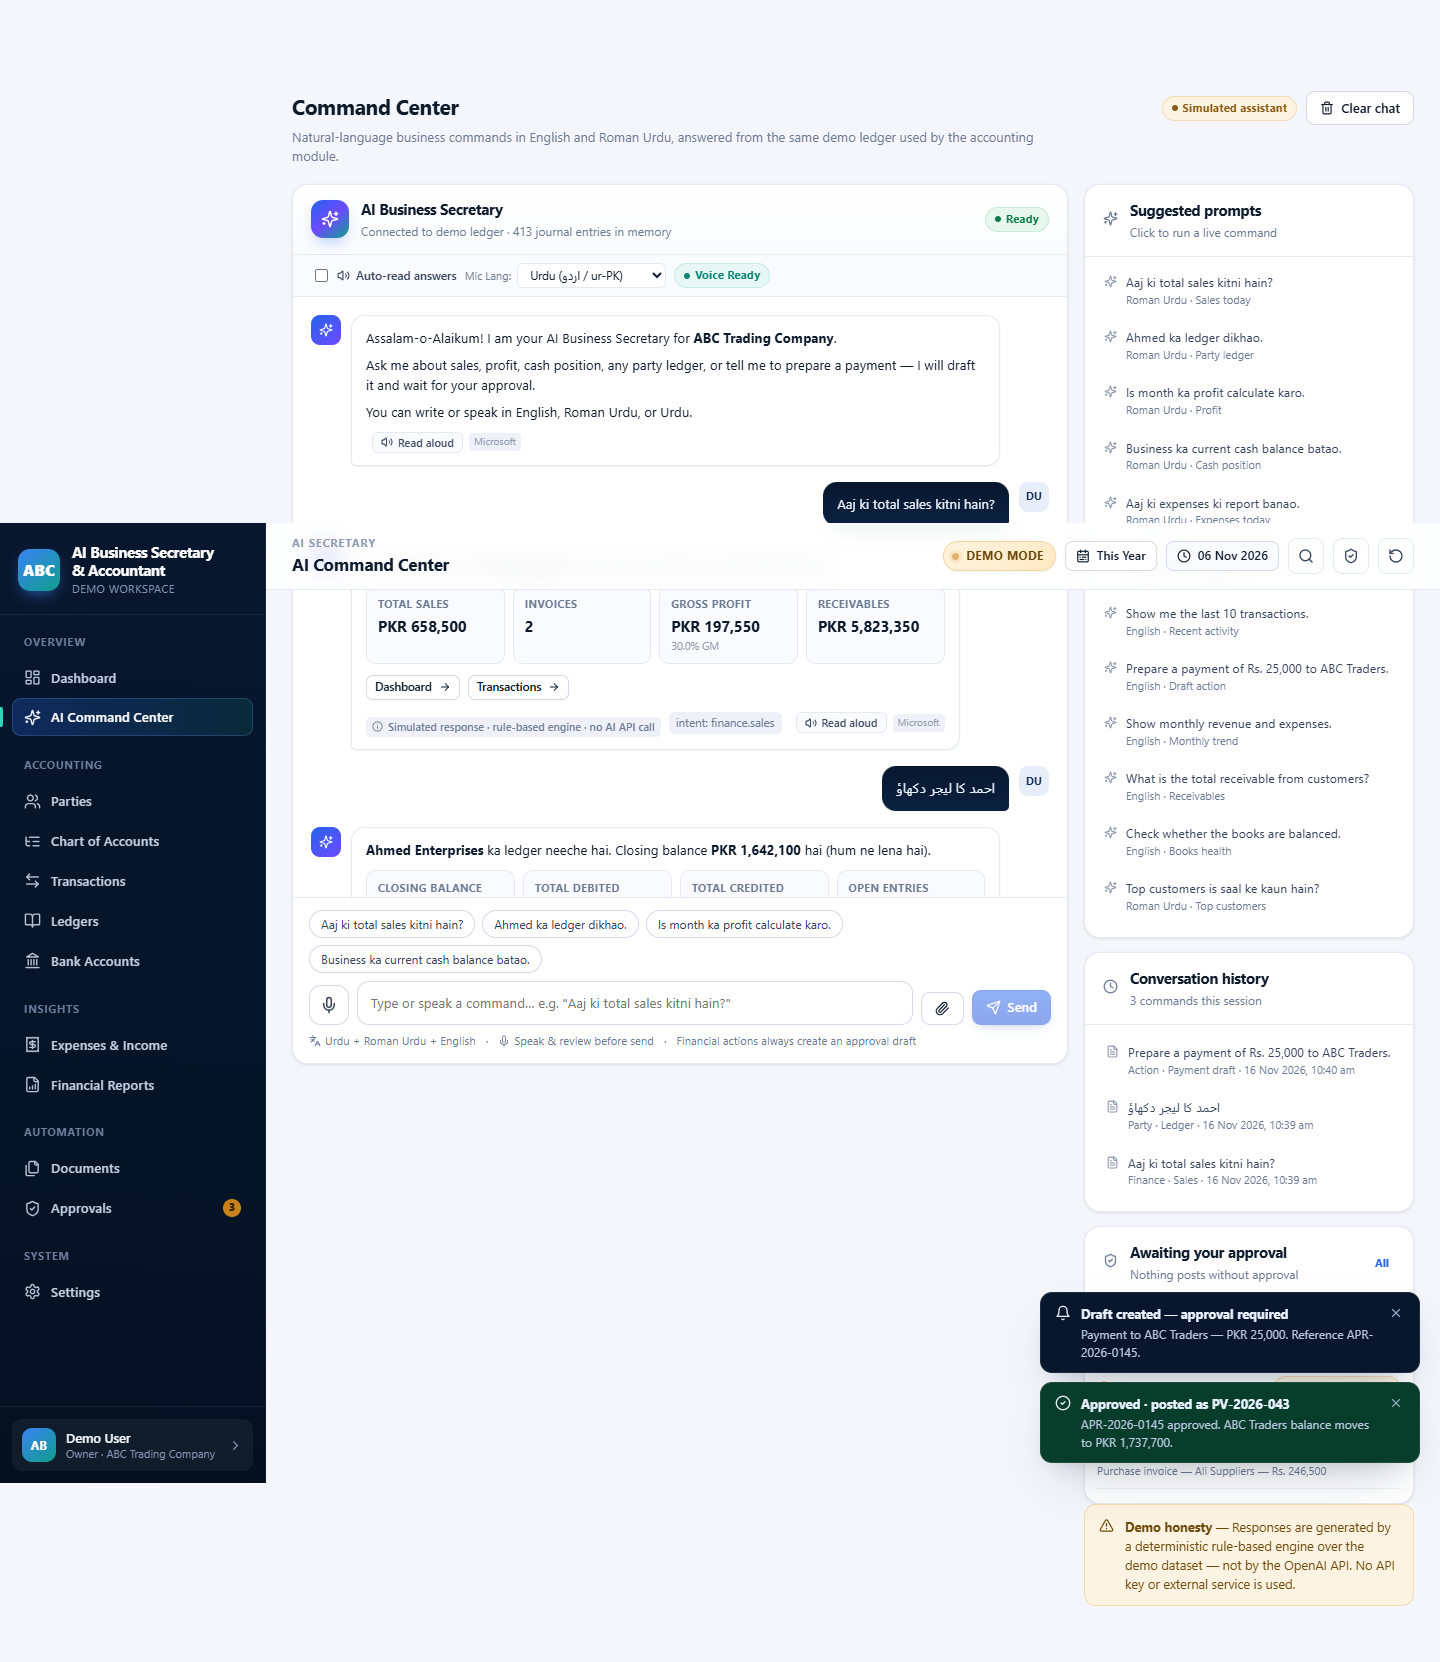 Command Center
Simulated assistant
Clear chat
Natural-language business commands in English and Roman Urdu, answered from the same demo ledger used by the accounting
module.
AI Business Secretary
Connected to demo ledger · 413 journal entries in memory
Ready
Auto-read answers
Mic Lang:
Urdu (اردو / ur-PK)
Voice Ready
Assalam-o-Alaikum! I am your AI Business Secretary for ABC Trading Company.
Ask me about sales, profit, cash position, any party ledger, or tell me to prepare a payment — I will draft
it and wait for your approval.
You can write or speak in English, Roman Urdu, or Urdu.
Read aloud
Microsoft
Aaj ki total sales kitni hain?
DU
Suggested prompts
Click to run a live command
Aaj ki total sales kitni hain?
Roman Urdu · Sales today
Ahmed ka ledger dikhao.
Roman Urdu · Party ledger
Is month ka profit calculate karo.
Roman Urdu · Profit
Business ka current cash balance batao.
Roman Urdu · Cash position
Aaj ki expenses ki report banao.
Roman Urdu · Expenses today
ABC
AI Business Secretary
& Accountant
DEMO WORKSPACE
OVERVIEW
Dashboard
AI Command Center
ACCOUNTING
Parties
Chart of Accounts
Transactions
Ledgers
Bank Accounts
INSIGHTS
Expenses & Income
Financial Reports
AUTOMATION
Documents
Approvals
3
SYSTEM
Settings
AB
Demo User
Owner · ABC Trading Company
AI SECRETARY
AI Command Center
DEMO MODE
This Year
06 Nov 2026
TOTAL SALES
PKR 658,500
INVOICES
2
GROSS PROFIT
PKR 197,550
30.0% GM
RECEIVABLES
PKR 5,823,350
Dashboard
Transactions
Simulated response · rule-based engine · no AI API call
intent: finance.sales
Read aloud
Microsoft
احمد کا لیجر دکھاؤ
DU
Ahmed Enterprises ka ledger neeche hai. Closing balance PKR 1,642,100 hai (hum ne lena hai).
CLOSING BALANCE
TOTAL DEBITED
TOTAL CREDITED
OPEN ENTRIES
Aaj ki total sales kitni hain?
Ahmed ka ledger dikhao.
Is month ka profit calculate karo.
Business ka current cash balance batao.
Type or speak a command... e.g. "Aaj ki total sales kitni hain?"
Send
Urdu + Roman Urdu + English · Speak & review before send · Financial actions always create an approval draft
Show me the last 10 transactions.
English · Recent activity
Prepare a payment of Rs. 25,000 to ABC Traders.
English · Draft action
Show monthly revenue and expenses.
English · Monthly trend
What is the total receivable from customers?
English · Receivables
Check whether the books are balanced.
English · Books health
Top customers is saal ke kaun hain?
Roman Urdu · Top customers
Conversation history
3 commands this session
Prepare a payment of Rs. 25,000 to ABC Traders.
Action · Payment draft · 16 Nov 2026, 10:40 am
احمد کا لیجر دکھاؤ
Party · Ledger · 16 Nov 2026, 10:39 am
Aaj ki total sales kitni hain?
Finance · Sales · 16 Nov 2026, 10:39 am
Awaiting your approval
Nothing posts without approval
All
Draft created — approval required
Payment to ABC Traders — PKR 25,000. Reference APR-
2026-0145.
Approved · posted as PV-2026-043
APR-2026-0145 approved. ABC Traders balance moves
to PKR 1,737,700.
Purchase invoice — Ali Suppliers — Rs. 246,500
Demo honesty — Responses are generated by
a deterministic rule-based engine over the
demo dataset — not by the OpenAI API. No API
key or external service is used.